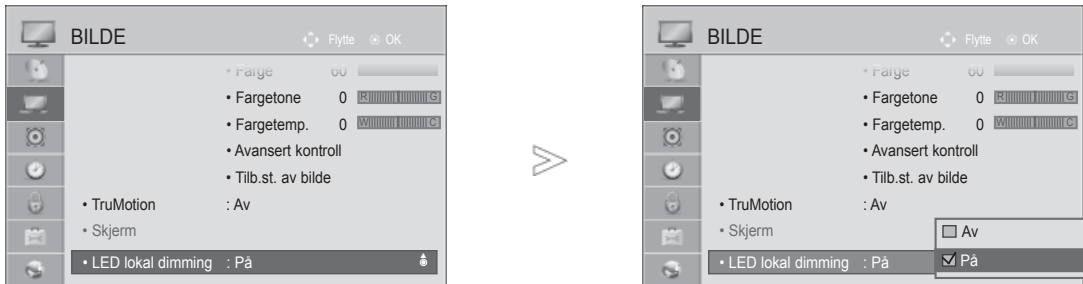 BILDE
Flytte OK
• Farge 60
• Fargetone 0 R G
• Fargetemp. 0 W C
• Avansert kontroll
• Tilb.st. av bilde
• TruMotion : Av
• Skjerm
• LED lokal dimming : På
BILDE
Flytte OK
• Farge 60
• Fargetone 0 R G
• Fargetemp. 0 W C
• Avansert kontroll
• Tilb.st. av bilde
• TruMotion : Av
• Skjerm
• LED lokal dimming : På
Av
På